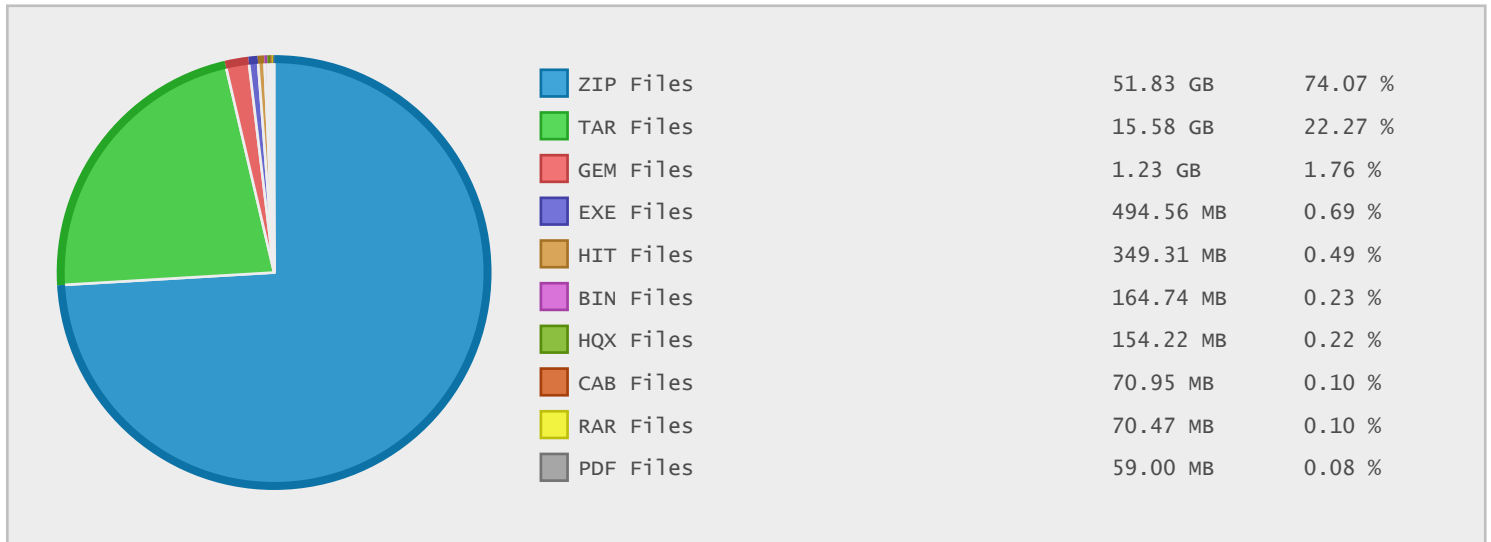 ZIP Files 51.83 GB 74.07 %
TAR Files 15.58 GB 22.27 %
GEM Files 1.23 GB 1.76 %
EXE Files 494.56 MB 0.69 %
HIT Files 349.31 MB 0.49 %
BIN Files 164.74 MB 0.23 %
HQX Files 154.22 MB 0.22 %
CAB Files 70.95 MB 0.10 %
RAR Files 70.47 MB 0.10 %
PDF Files 59.00 MB 0.08 %